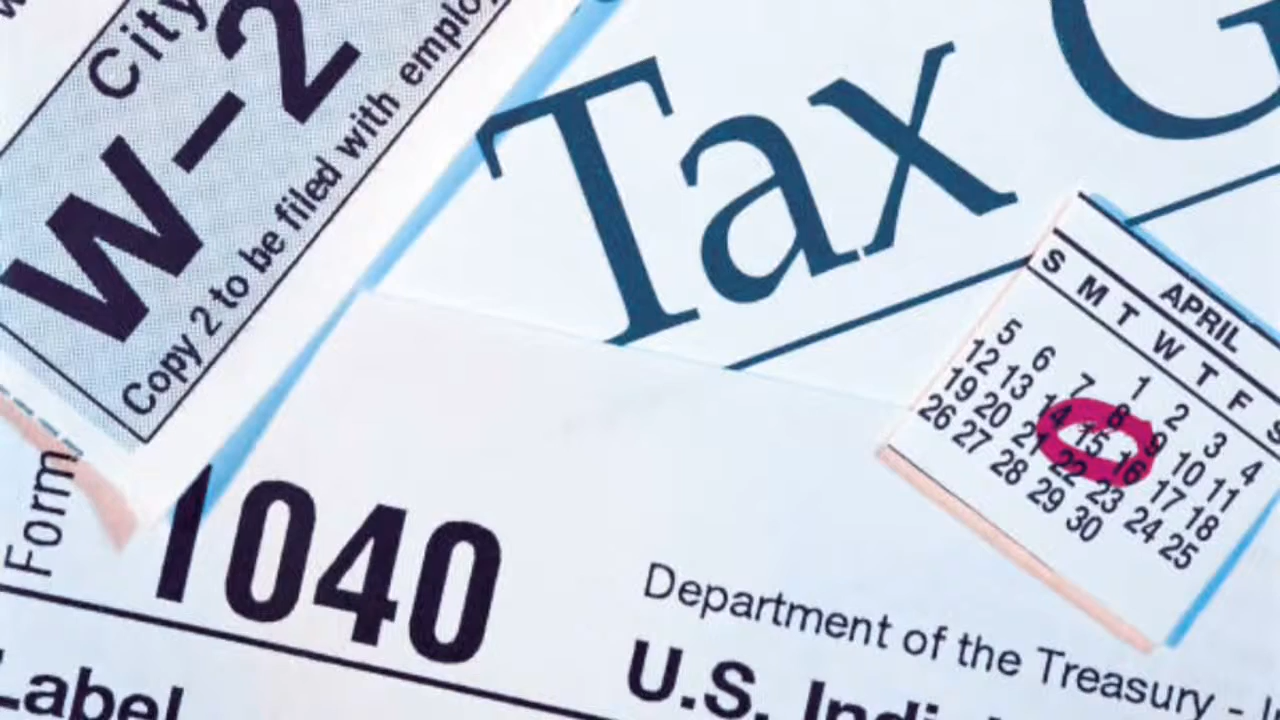 City
W-2
Copy 2 to be filed with
Tax
APRIL
S M T W T F S
1 2 3 4
5 6 7 8 9 10 11
12 13 14 15 16 17 18
19 20 21 22 23 24 25
26 27 28 29 30
Form 1040
Department of the Treasury -
Label
U.S.